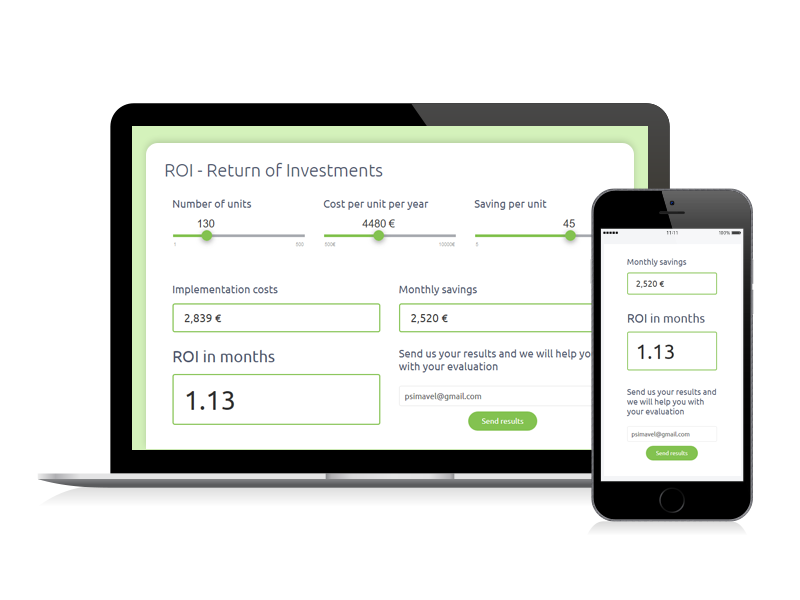 ROI - Return of Investments
Number of units
Cost per unit per year
Saving per unit
130
4480 €
45
1
500
500€
10000€
5
Implementation costs
Monthly savings
2,839 €
2,520 €
ROI in months
1.13
Send us your results and we will help yo
with your evaluation
psimavel@gmail.com
Send results
11:11
100%
Monthly savings
2,520 €
ROI in months
1.13
Send us your results and
we will help you with
your evaluation
psimavel@gmail.com
Send results